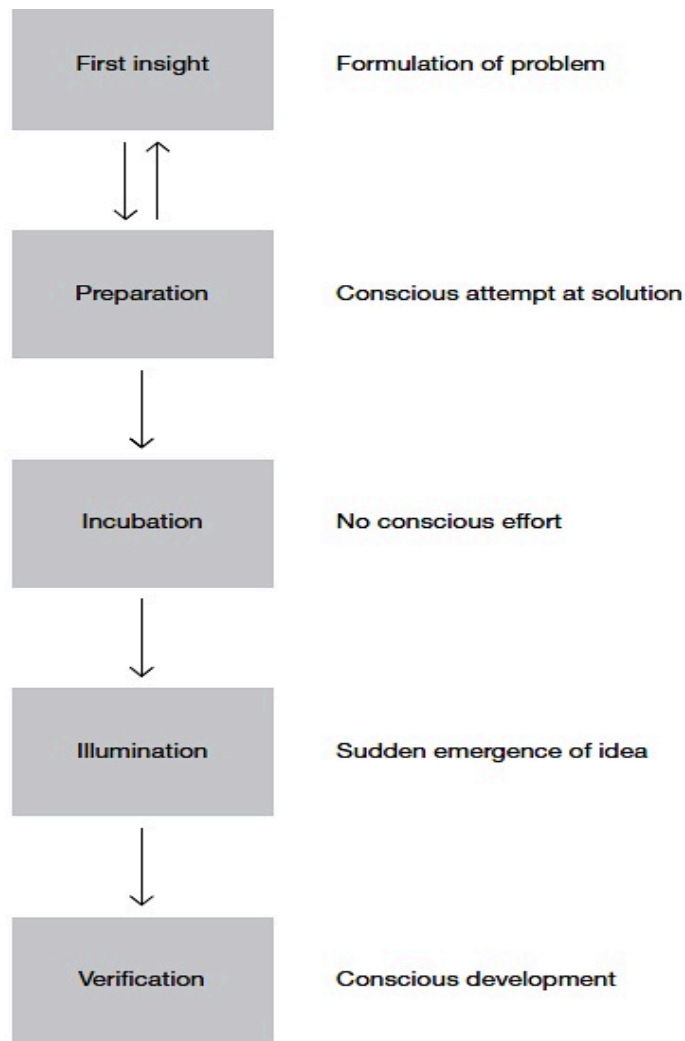 First insight
Formulation of problem
Preparation
Conscious attempt at solution
Incubation
No conscious effort
Illumination
Sudden emergence of idea
Verification
Conscious development